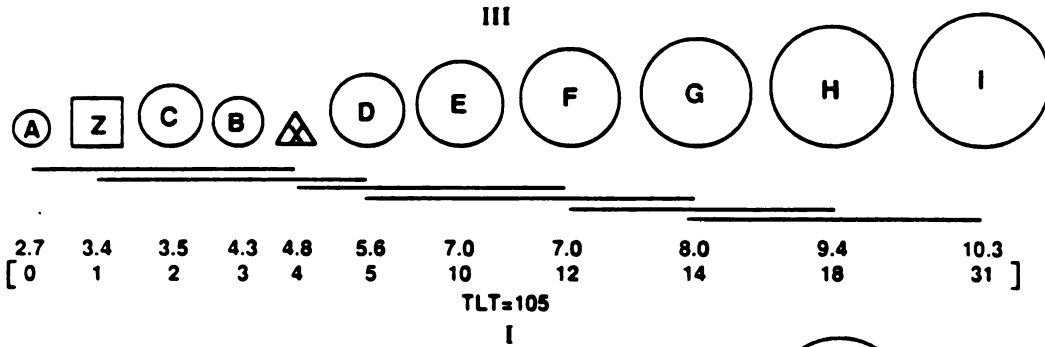 III
A Z C B X D E F G H I
2.7 3.4 3.5 4.3 4.8 5.6 7.0 7.0 8.0 9.4 10.3
[ 0 1 2 3 4 5 10 12 14 18 31 ]
TLT=105
I